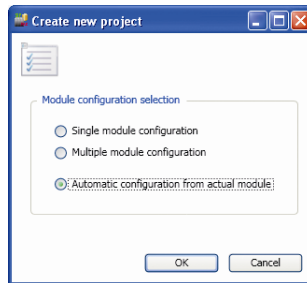 Create new project
Module configuration selection
Single module configuration
Multiple module configuration
Automatic configuration from actual module
OK
Cancel